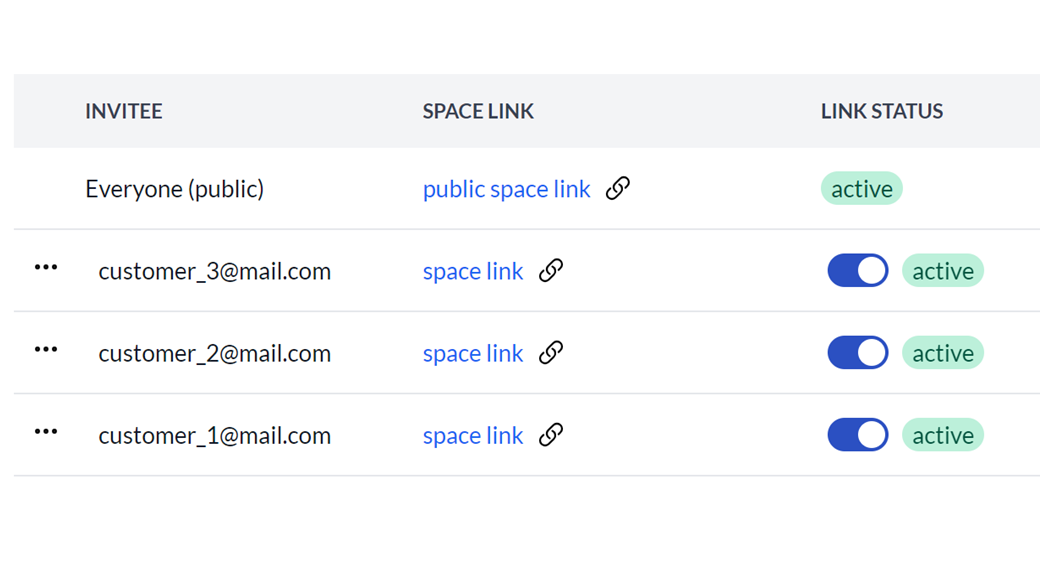 INVITEE SPACE LINK LINK STATUS
Everyone (public) public space link active
customer_3@mail.com space link active
customer_2@mail.com space link active
customer_1@mail.com space link active